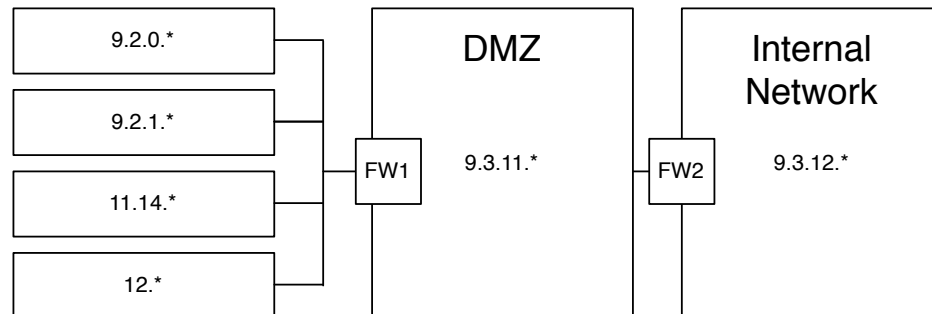 9.2.0.*
9.2.1.*
11.14.*
12.*
FW1
DMZ
9.3.11.*
FW2
Internal
Network
9.3.12.*